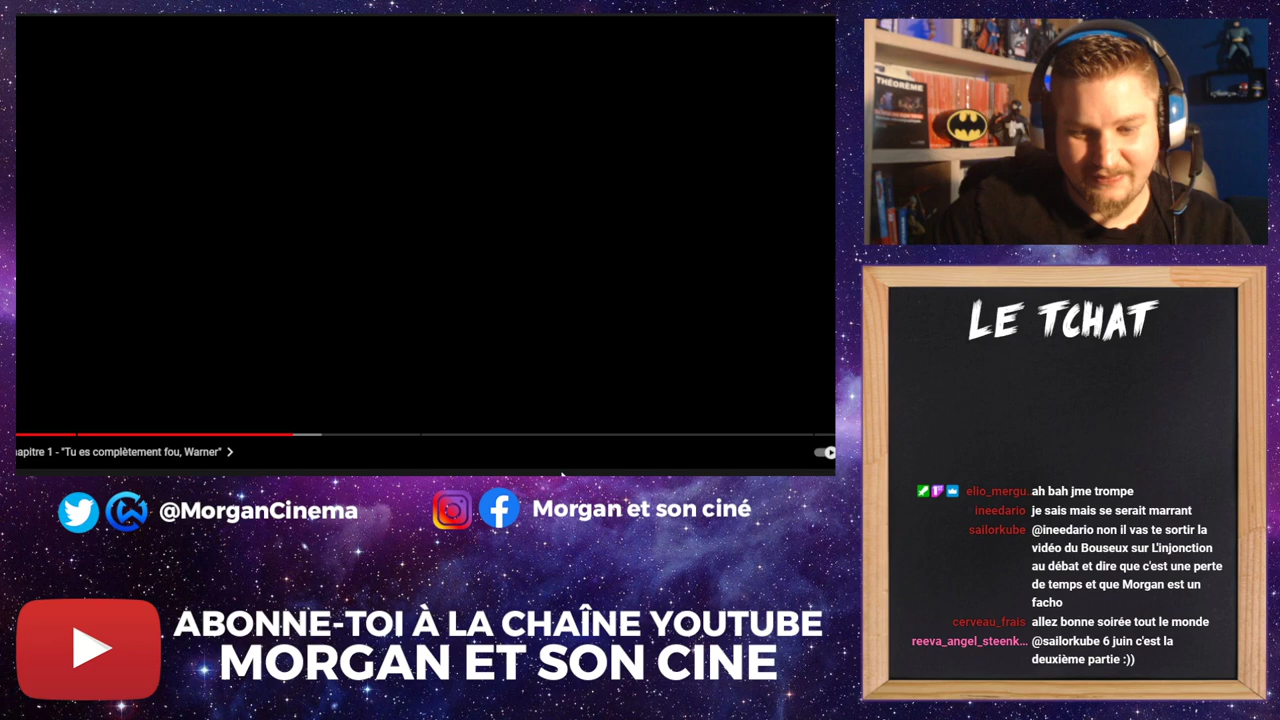 THÉORÈME
apitre 1 - "Tu es complètement fou, Warner"
@MorganCinema
Morgan et son ciné
ABONNE-TOI À LA CHAÎNE YOUTUBE
MORGAN ET SON CINE
LE TCHAT
elio_mergu. ah bah jme trompe
ineedario je sais mais se serait marrant
sailorkube @ineedario non il vas te sortir la
vidéo du Bouseux sur L'injonction
au débat et dire que c'est une perte
de temps et que Morgan est un
facho
cerveau_frais allez bonne soirée tout le monde
reeva_angel_steenk... @sailorkube 6 juin c'est la
deuxième partie :))